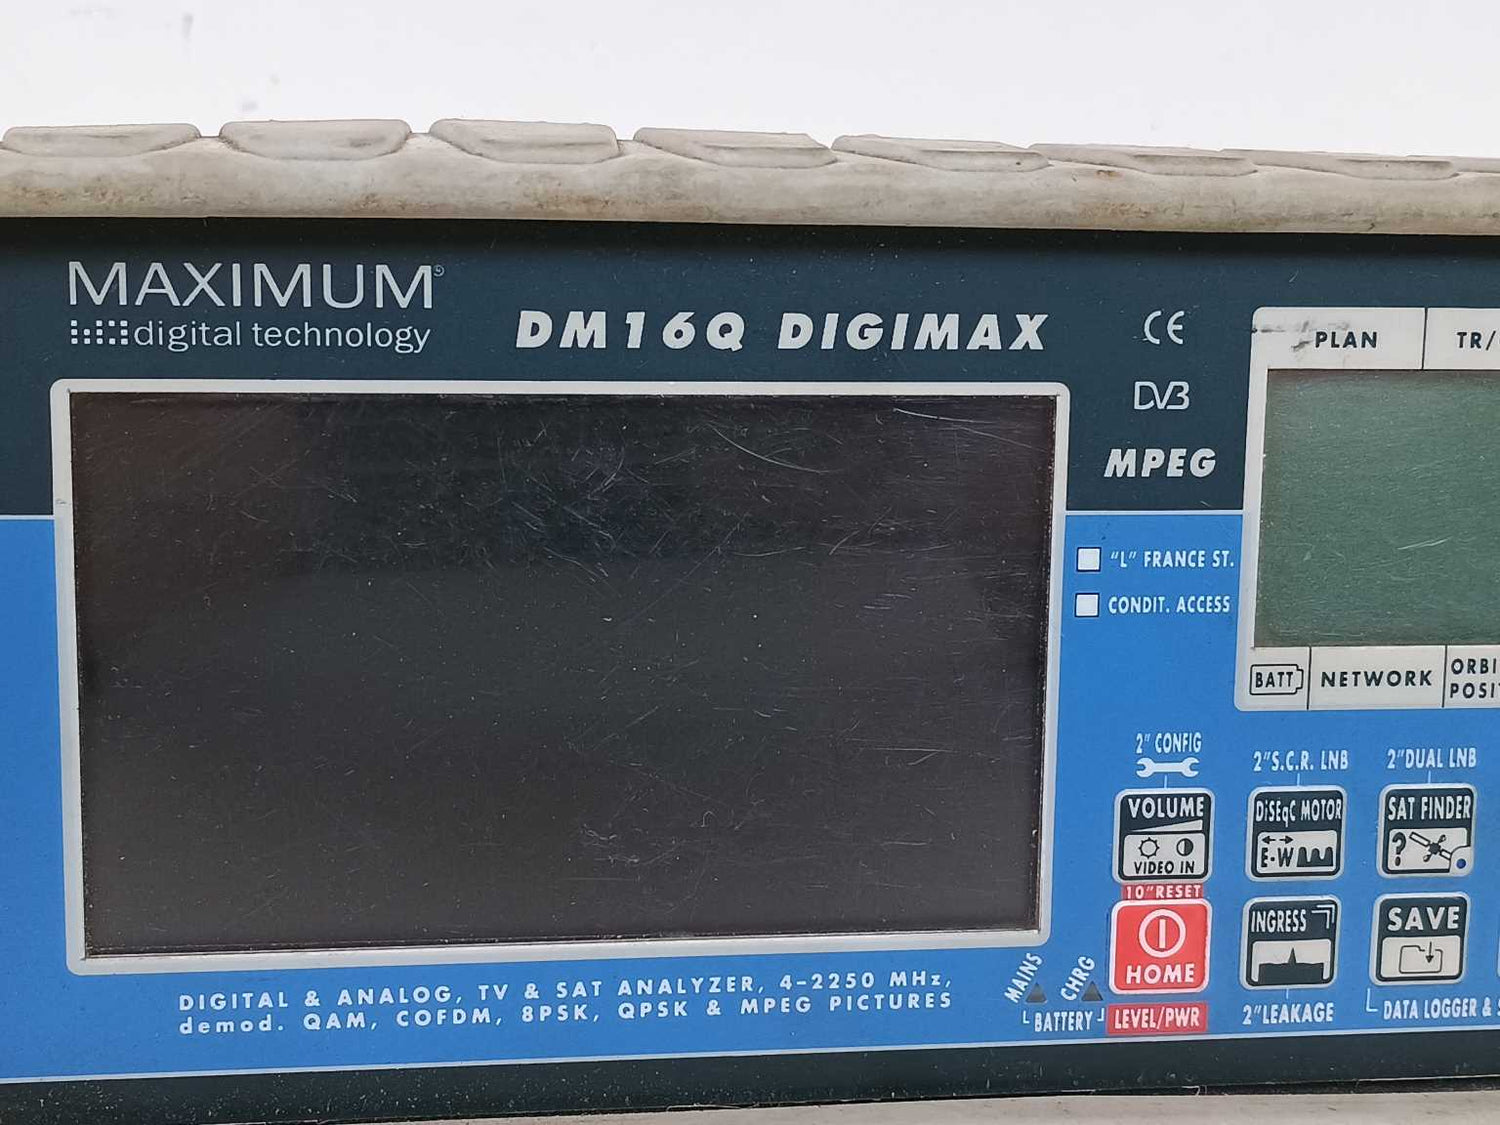 MAXIMUM®
digital technology
DM16Q DIGIMAX
CE
DVB
MPEG
"L" FRANCE ST.
CONDIT. ACCESS
PLAN
TR/
BATT
NETWORK
ORBI
POSI
2" CONFIG
2"S.C.R. LNB
2"DUAL LNB
VOLUME
VIDEO IN
DiSEqC MOTOR
E-W
SAT FINDER
?
10"RESET
HOME
LEVEL/PWR
INGRESS
2"LEAKAGE
SAVE
DATA LOGGER &
MAINS
CHRG
BATTERY
DIGITAL & ANALOG, TV & SAT ANALYZER, 4-2250 MHz,
demod. QAM, COFDM, 8PSK, QPSK & MPEG PICTURES